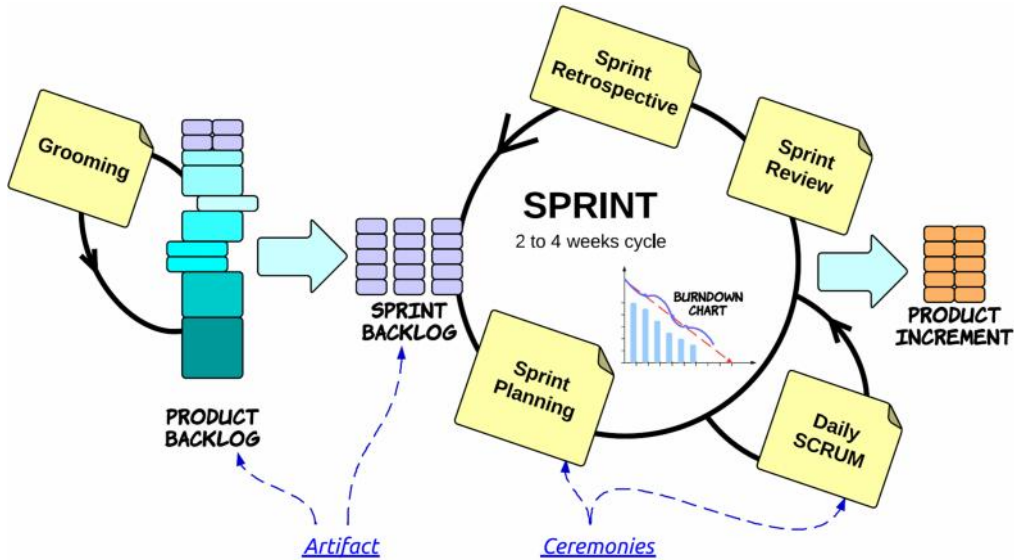 Grooming
PRODUCT
BACKLOG
SPRINT
BACKLOG
Sprint
Retrospective
Sprint
Review
SPRINT
2 to 4 weeks cycle
BURNDOWN
CHART
Sprint
Planning
Daily
SCRUM
PRODUCT
INCREMENT
Artifact
Ceremonies